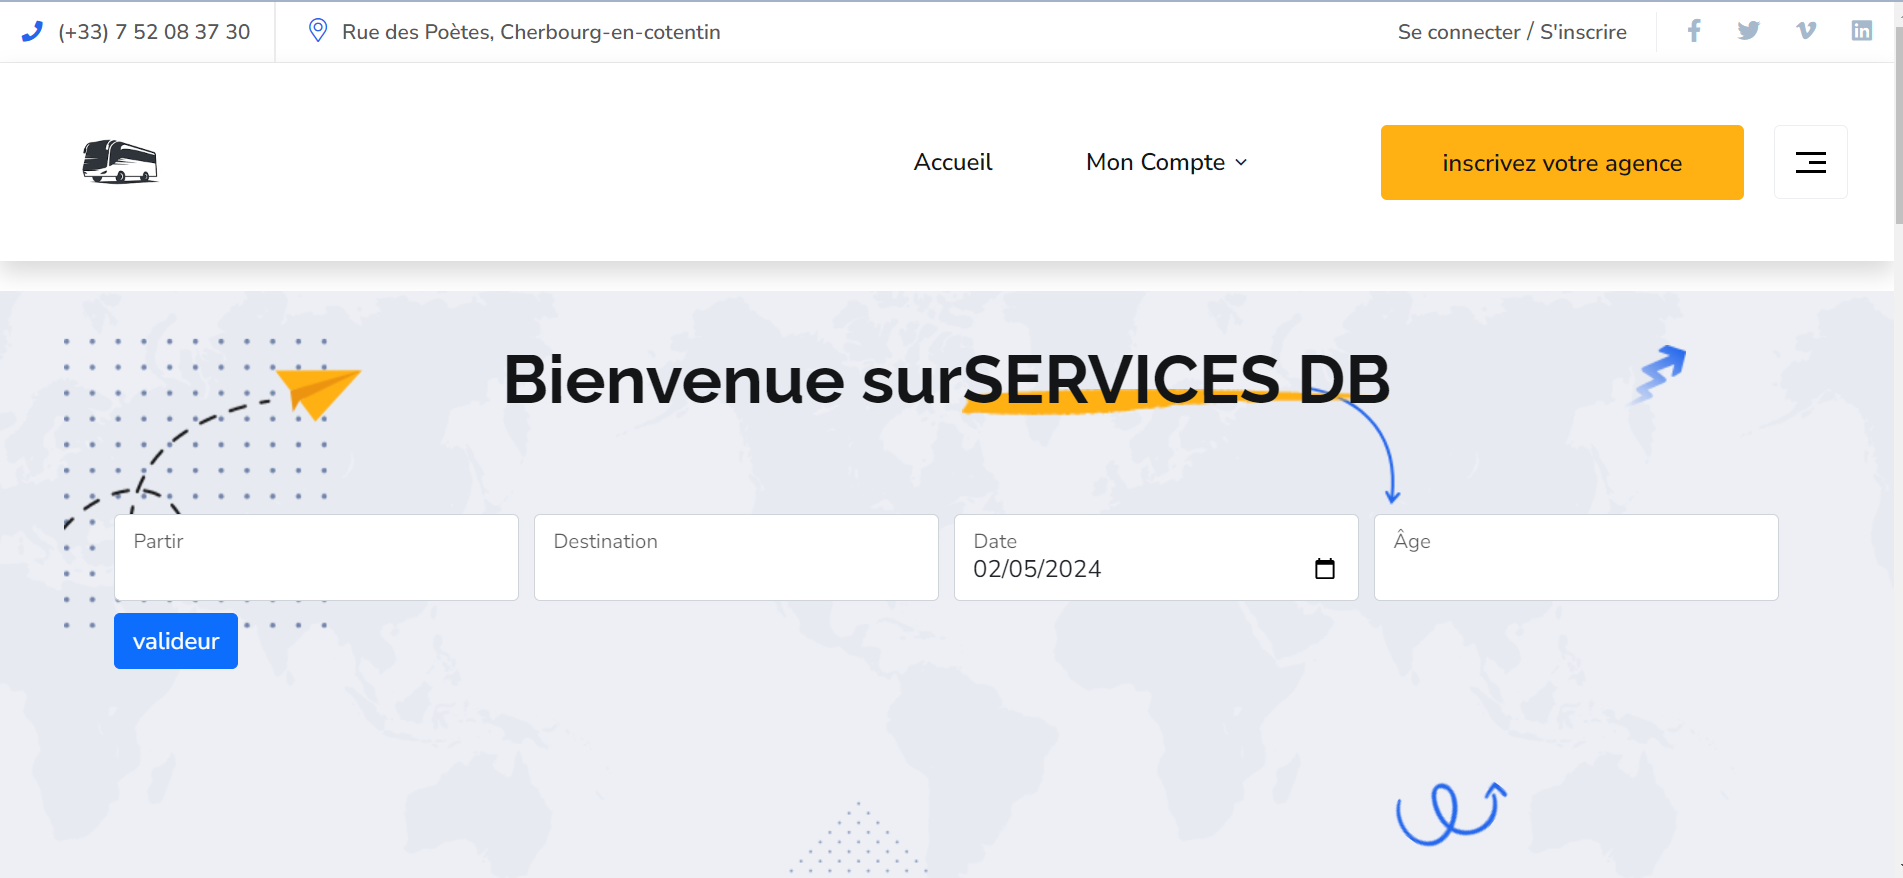 (+33) 7 52 08 37 30
Rue des Poètes, Cherbourg-en-cotentin
Se connecter / S'inscrire
Accueil
Mon Compte
inscrivez votre agence
Bienvenue surSERVICES DB
Partir
Destination
Date
02/05/2024
Âge
valideur